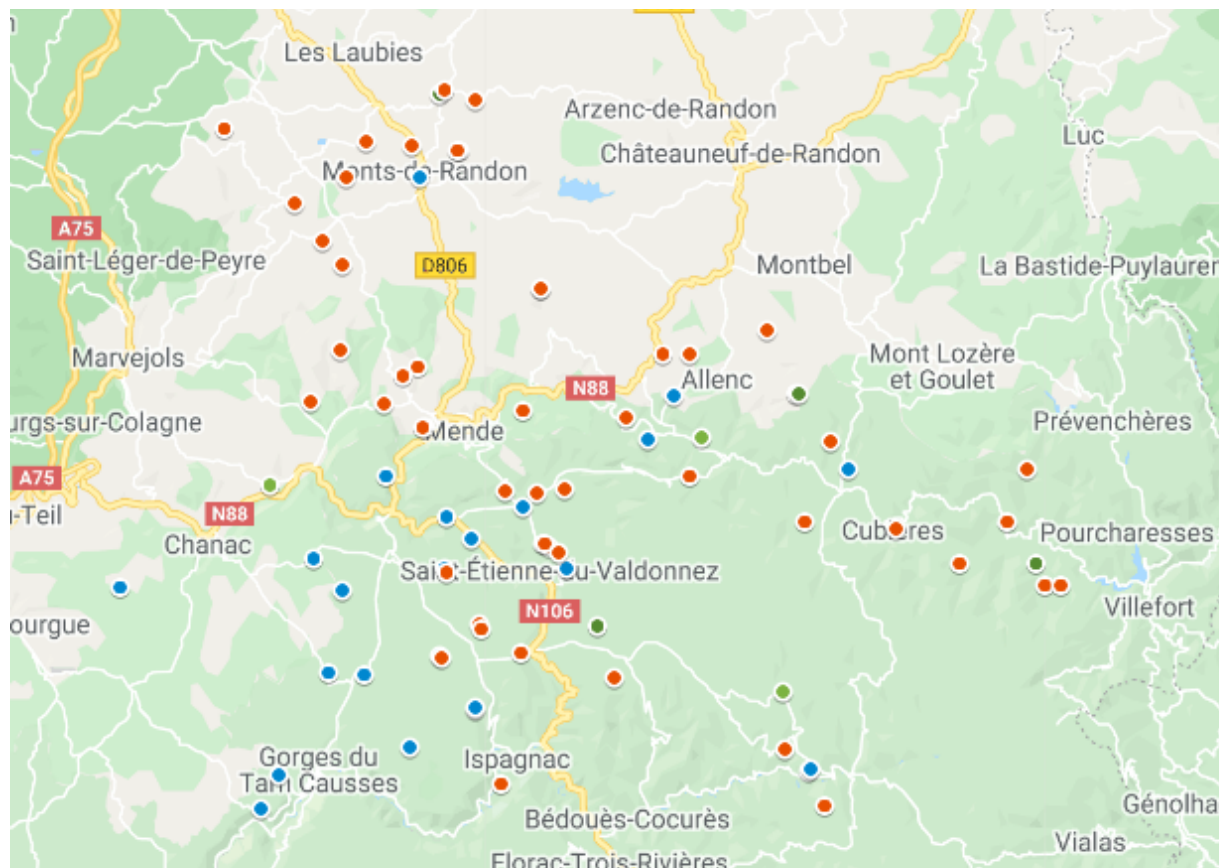 Les Laubies
Arzenc-de-Randon
Luc
Châteauneuf-de-Randon
Monts-de-Randon
A75
Saint-Léger-de-Peyre
D806
Montbel
La Bastide-Puylauren
Marvejols
Mont Lozère
et Goulet
N88
Allenc
urgs-sur-Colagne
Mende
Prévenchères
A75
u-Teil
N88
Chanac
Cubières
Pourcharesses
Saint-Étienne-du-Valdonnez
N106
Villefort
ourgue
Gorges du
Tarn Causses
Ispagnac
Bédouès-Cocurès
Génolha
Vialas
Florac-Trois-Rivières